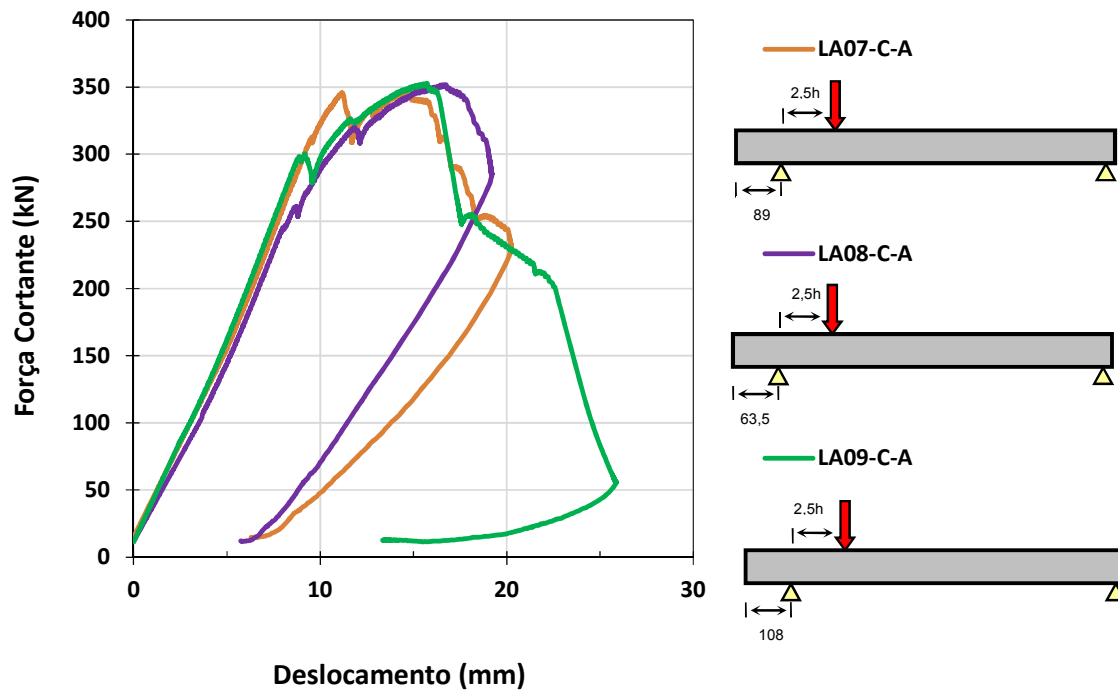 400
350
300
250
200
150
100
50
0
Força Cortante (kN)
0
10
20
30
Deslocamento (mm)
LA07-C-A
2,5h
89
LA08-C-A
2,5h
63,5
LA09-C-A
2,5h
108